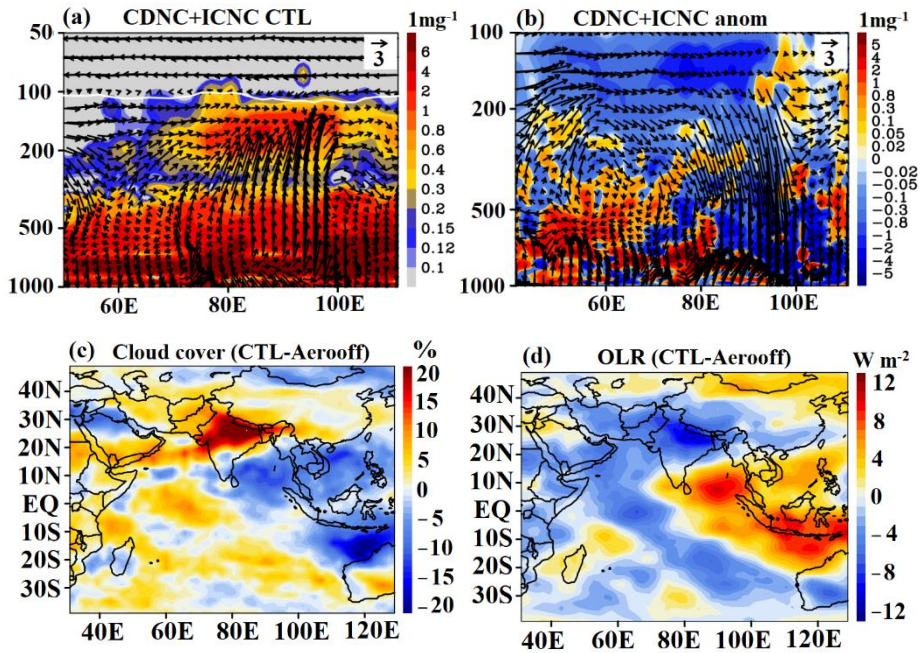 (a) CDNC+ICNC CTL 1mg-1
50
100
200
500
1000
3
6
4
2
1
0.8
0.6
0.4
0.3
0.2
0.15
0.12
0.1
60E 80E 100E
(b) CDNC+ICNC anom 1mg-1
100
200
500
1000
3
5
4
2
1
0.8
0.3
0.05
0.02
0
-0.02
-0.05
-0.3
-0.8
-1
-2
-4
-5
60E 80E 100E
(c) Cloud cover (CTL-Aerooff) %
40N
30N
20N
10N
EQ
10S
20S
30S
20
15
10
5
0
-5
-10
-15
-20
40E 60E 80E 100E 120E
(d) OLR (CTL-Aerooff) W m-2
40N
30N
20N
10N
EQ
10S
20S
30S
12
8
4
0
-4
-8
-12
40E 60E 80E 100E 120E